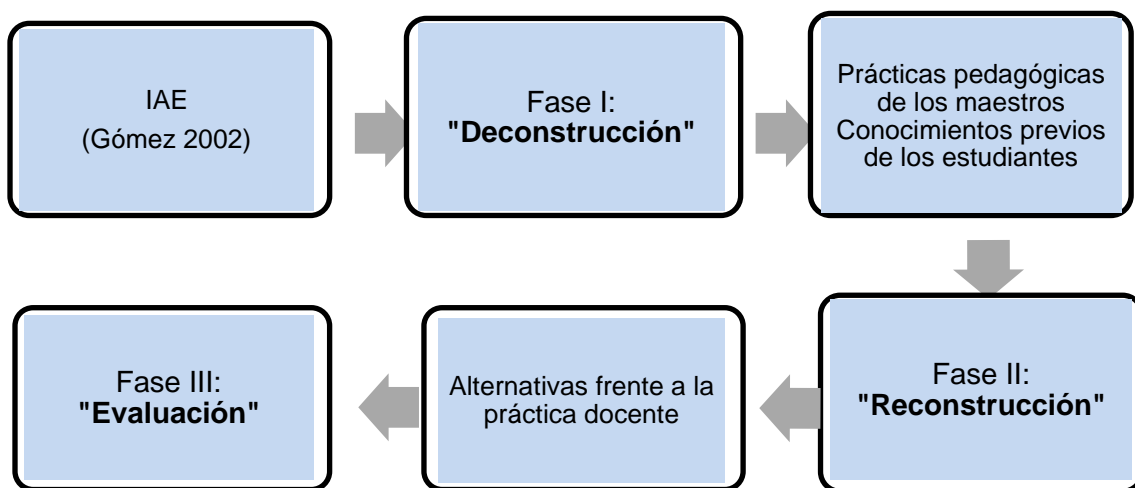 IAE
(Gómez 2002)
Fase I:
"Deconstrucción"
Prácticas pedagógicas
de los maestros
Conocimientos previos
de los estudiantes
Fase II:
"Reconstrucción"
Alternativas frente a la
práctica docente
Fase III:
"Evaluación"